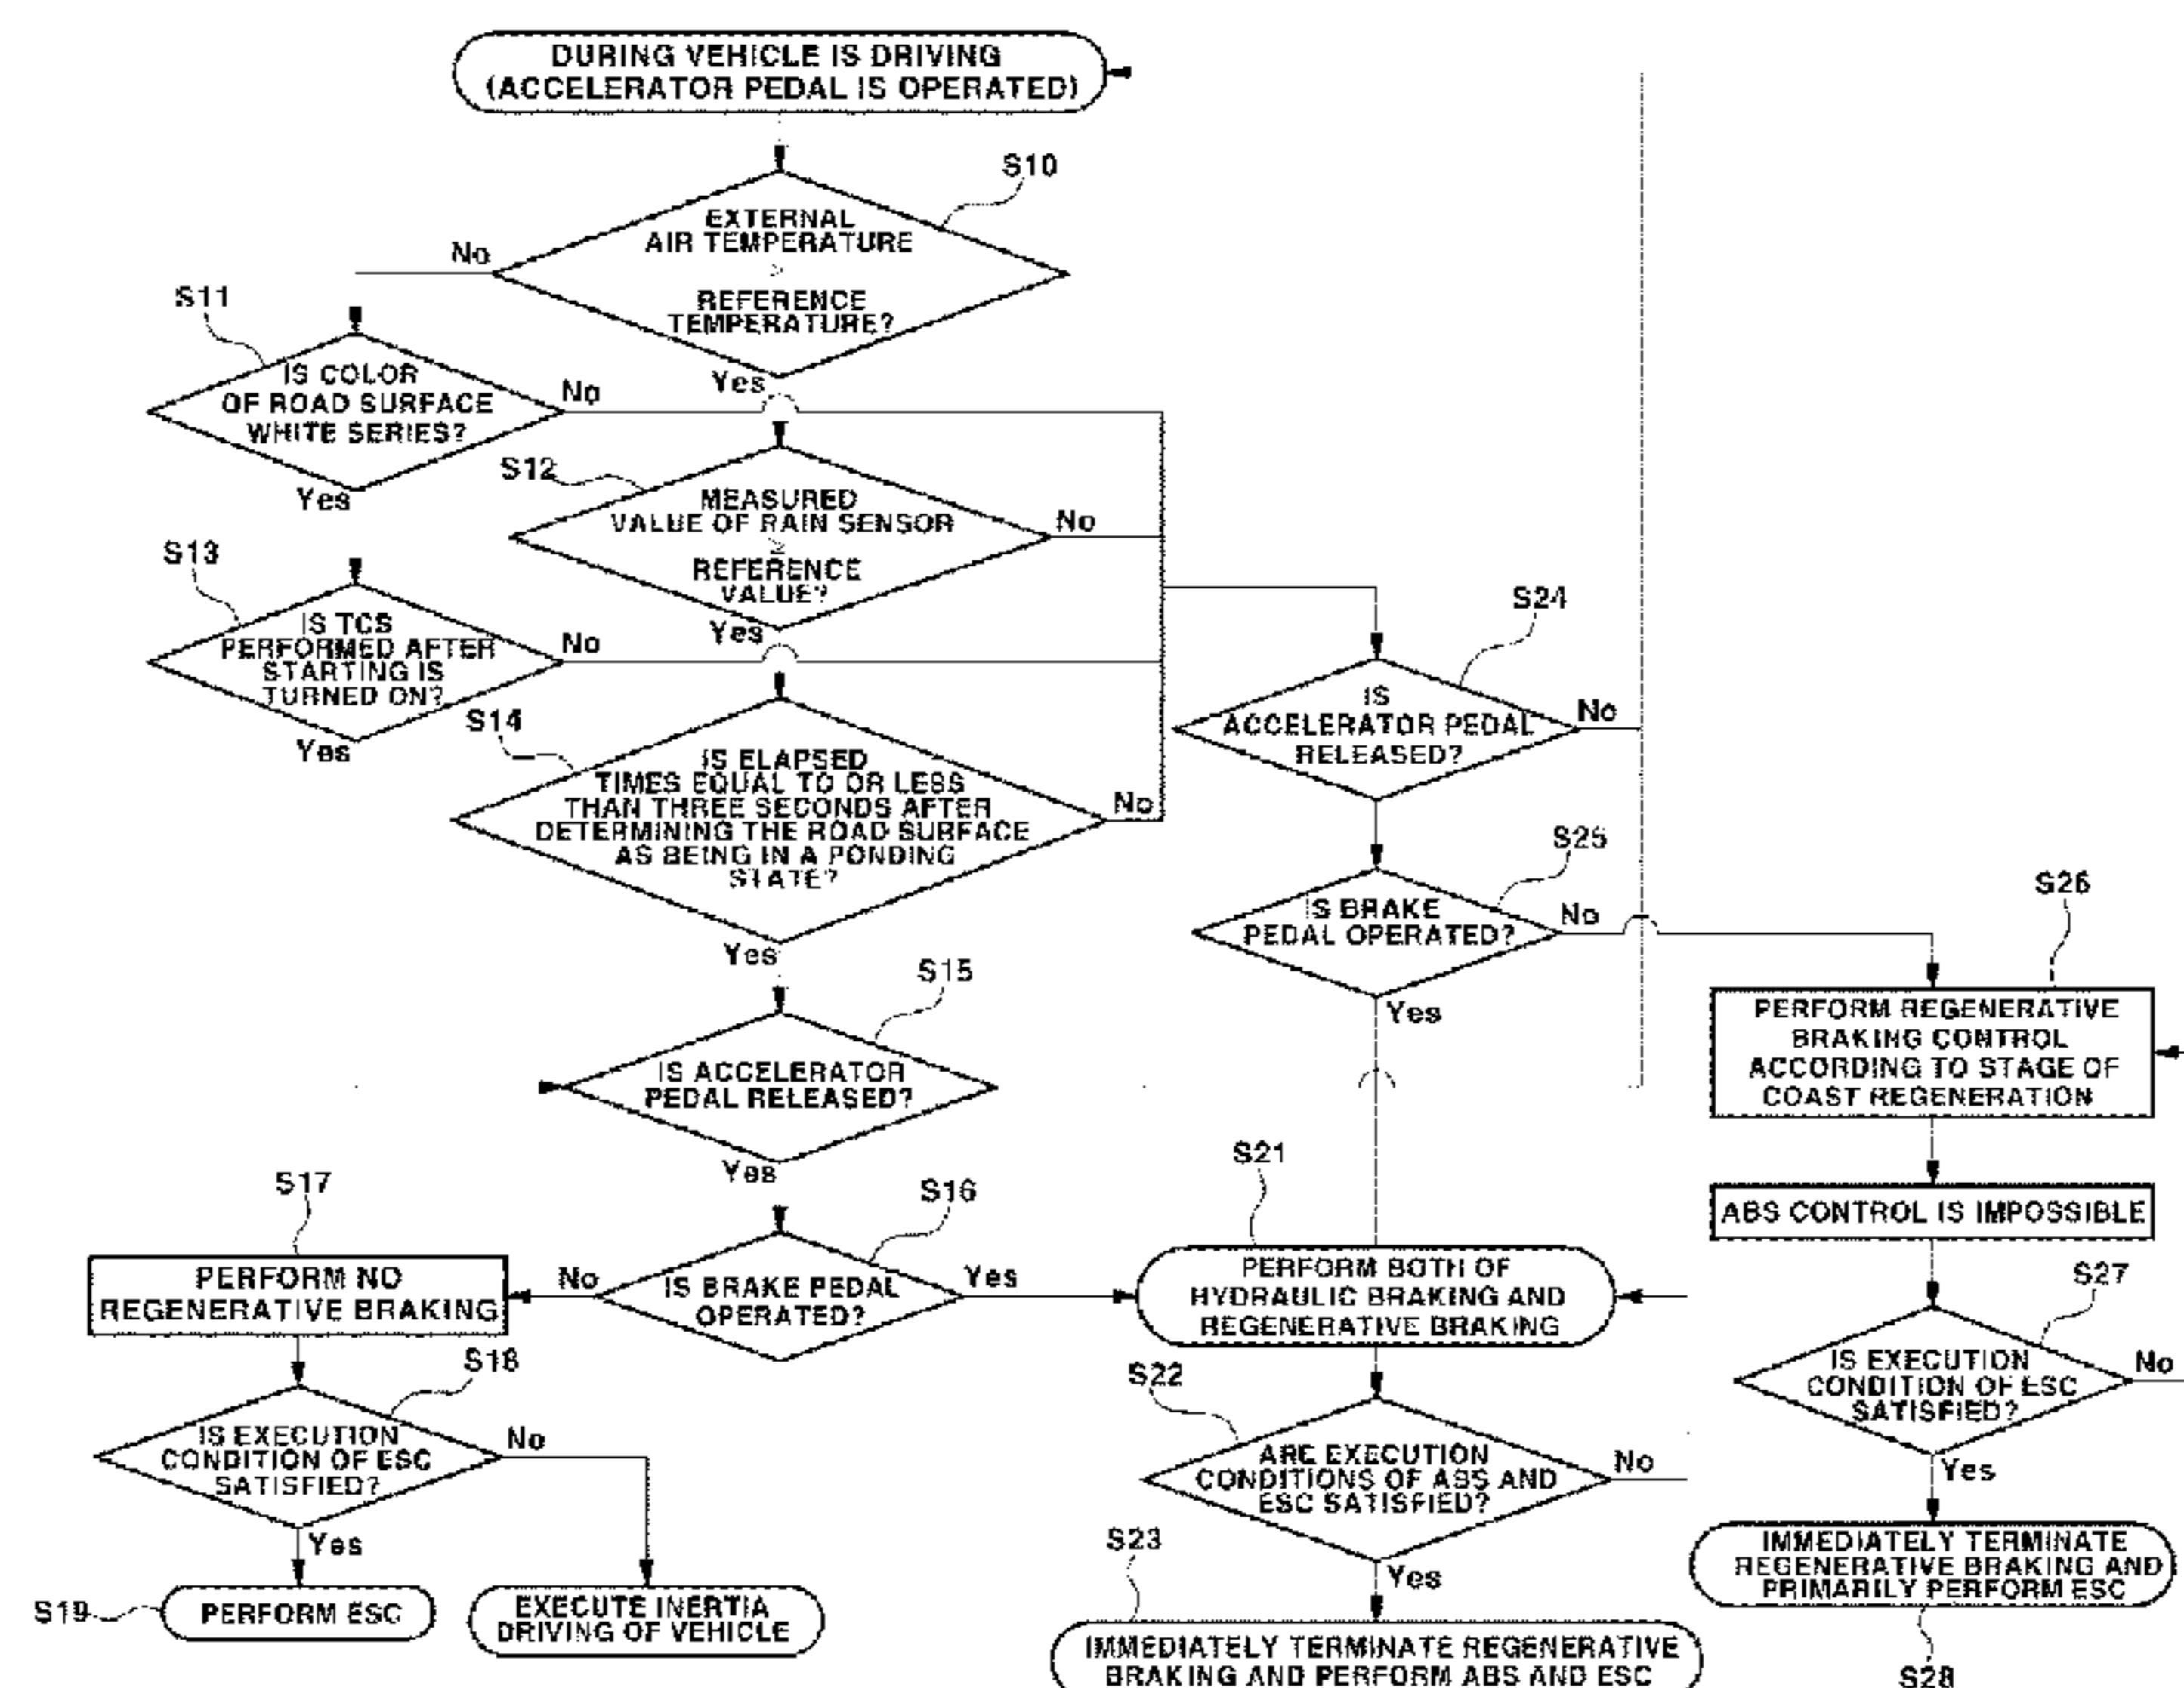 DURING VEHICLE IS DRIVING
(ACCELERATOR PEDAL IS OPERATED)
S10
EXTERNAL
AIR TEMPERATURE
>
REFERENCE
TEMPERATURE?
No
Yes
S11
IS COLOR
OF ROAD SURFACE
WHITE SERIES?
No
Yes
S12
MEASURED
VALUE OF RAIN SENSOR
≥
REFERENCE
VALUE?
No
Yes
S13
IS TCS
PERFORMED AFTER
STARTING IS
TURNED ON?
No
Yes
S14
IS ELAPSED
TIMES EQUAL TO OR LESS
THAN THREE SECONDS AFTER
DETERMINING THE ROAD SURFACE
AS BEING IN A PONDING
STATE?
No
Yes
S24
IS
ACCELERATOR PEDAL
RELEASED?
No
S25
IS BRAKE
PEDAL OPERATED?
No
Yes
S26
PERFORM REGENERATIVE
BRAKING CONTROL
ACCORDING TO STAGE OF
COAST REGENERATION
S15
IS ACCELERATOR
PEDAL RELEASED?
Yes
ABS CONTROL IS IMPOSSIBLE
S16
IS BRAKE PEDAL
OPERATED?
No
Yes
S17
PERFORM NO
REGENERATIVE BRAKING
S21
PERFORM BOTH OF
HYDRAULIC BRAKING AND
REGENERATIVE BRAKING
S27
IS EXECUTION
CONDITION OF ESC
SATISFIED?
No
Yes
S18
IS EXECUTION
CONDITION OF ESC
SATISFIED?
No
Yes
S22
ARE EXECUTION
CONDITIONS OF ABS AND
ESC SATISFIED?
No
Yes
S19
PERFORM ESC
EXECUTE INERTIA
DRIVING OF VEHICLE
S23
IMMEDIATELY TERMINATE REGENERATIVE
BRAKING AND PERFORM ABS AND ESC
IMMEDIATELY TERMINATE
REGENERATIVE BRAKING AND
PRIMARILY PERFORM ESC
S28